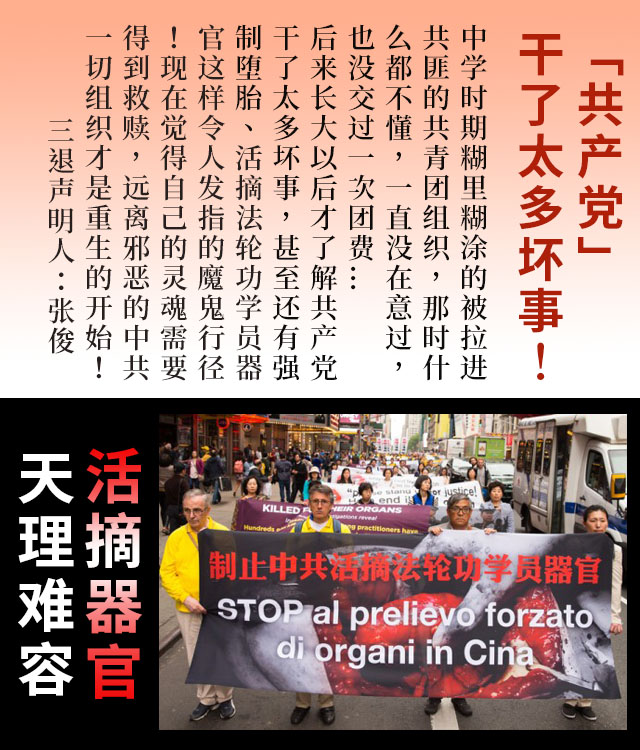 「共产党」
干了太多坏事！
中学时期糊里糊涂的被拉进
共匪的共青团组织，那时什
么都不懂，一直没在意过，
也没交过一次团费…
后来长大以后才了解共产党
干了太多坏事，甚至还有强
制堕胎、活摘法轮功学员器
官这样令人发指的魔鬼行径
！现在觉得自己的灵魂需要
得到救赎，远离邪恶的中共
一切组织才是重生的开始！
三退声明人：张俊
活摘器官
天理难容
KILLED FOR THEIR ORGANS
制止中共活摘法轮功学员器官
STOP al prelievo forzato
di organi in Cina